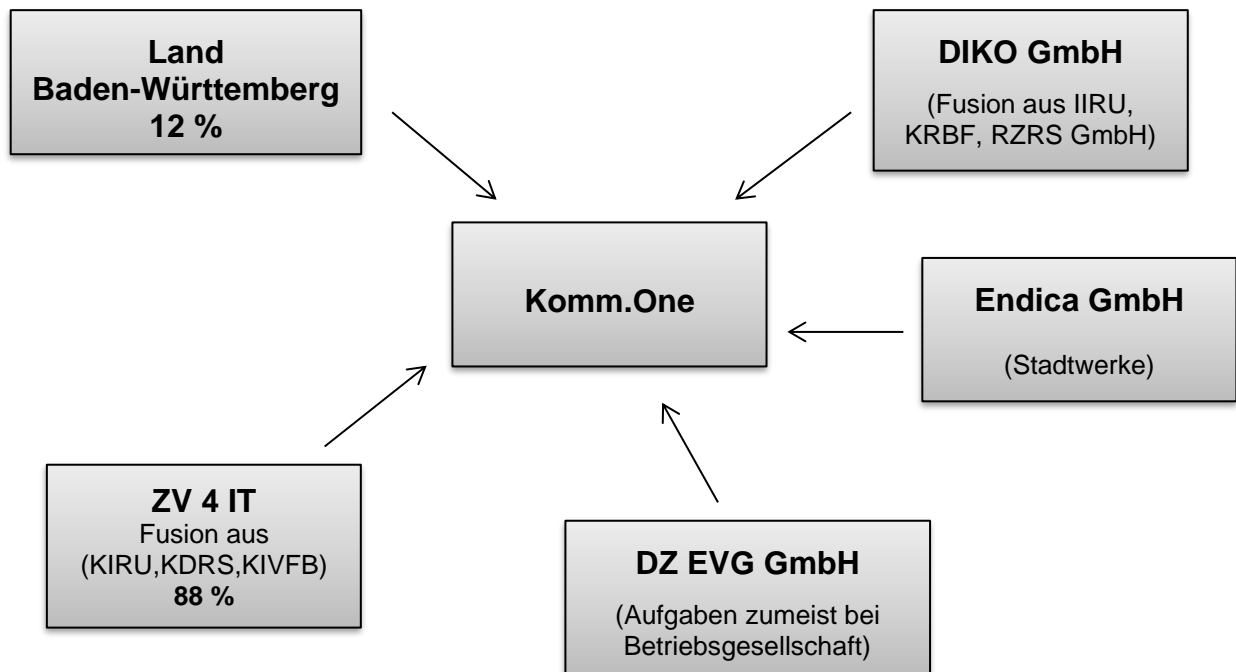 Land
Baden-Württemberg
12 %
DIKO GmbH
(Fusion aus IIRU,
KRBF, RZRS GmbH)
Komm.One
Endica GmbH
(Stadtwerke)
ZV 4 IT
Fusion aus
(KIRU,KDRS,KIVFB)
88 %
DZ EVG GmbH
(Aufgaben zumeist bei
Betriebsgesellschaft)